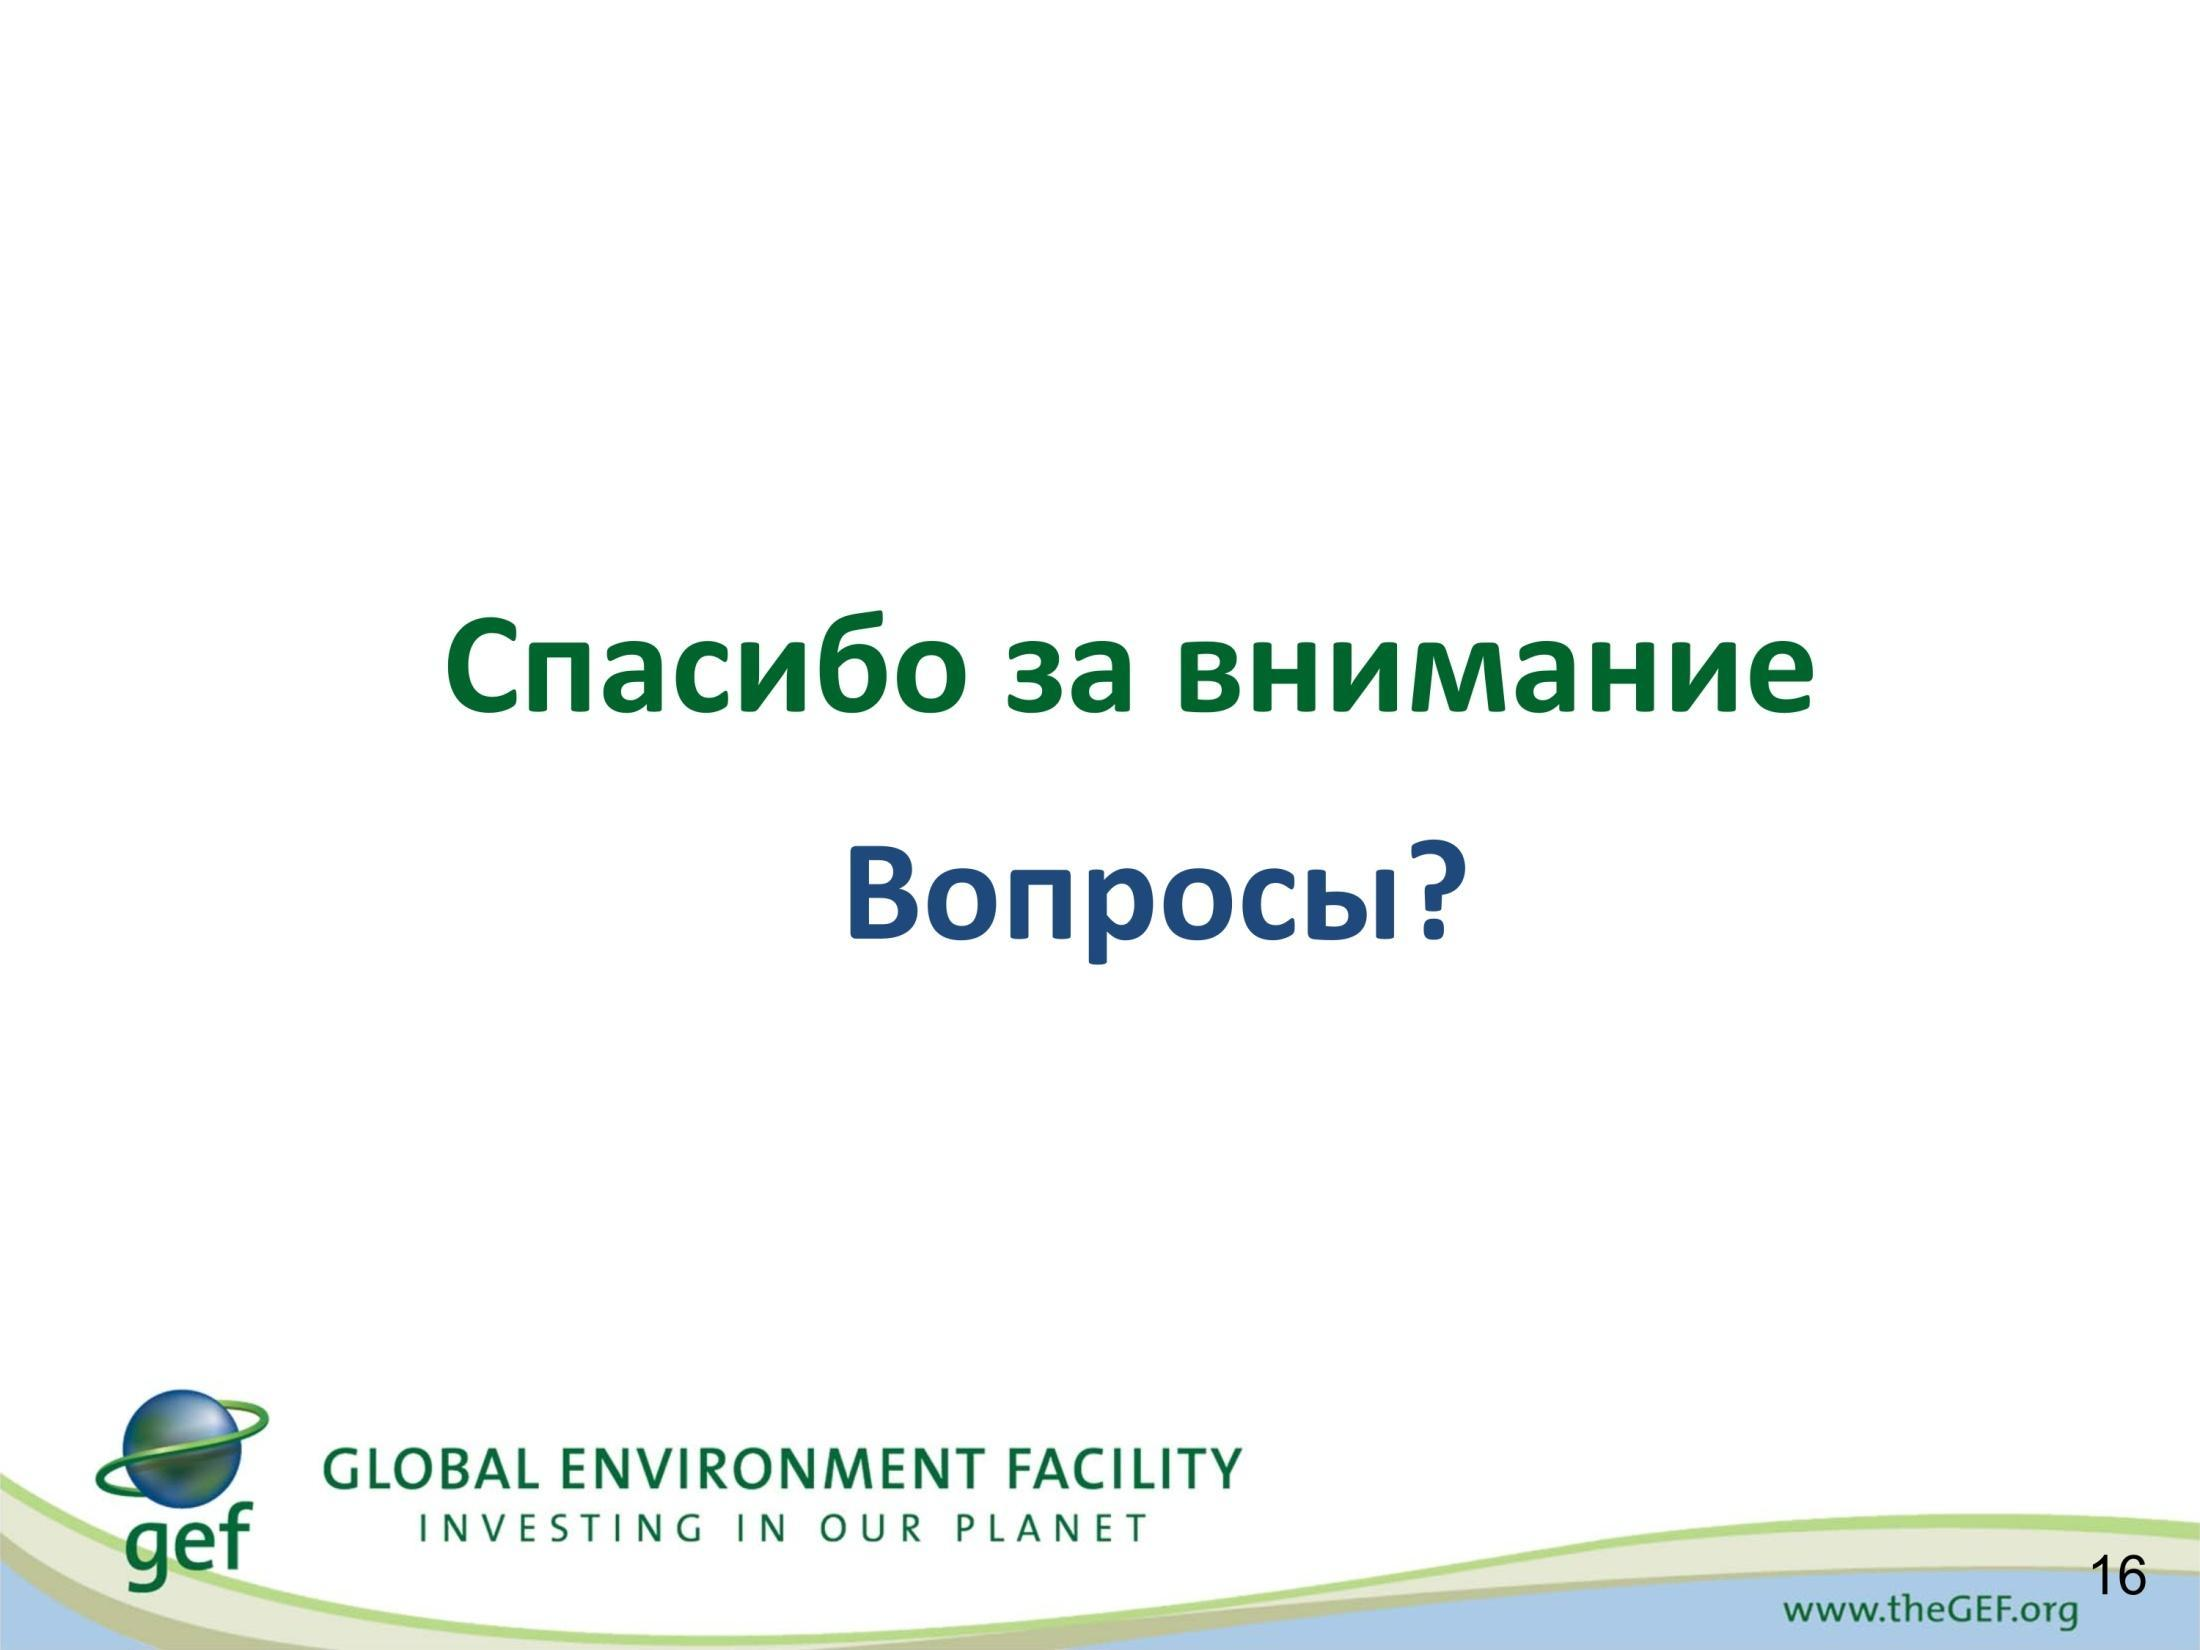 Спасибо за внимание
Вопросы?
gef
GLOBAL ENVIRONMENT FACILITY
INVESTING IN OUR PLANET
16
www.theGEF.org